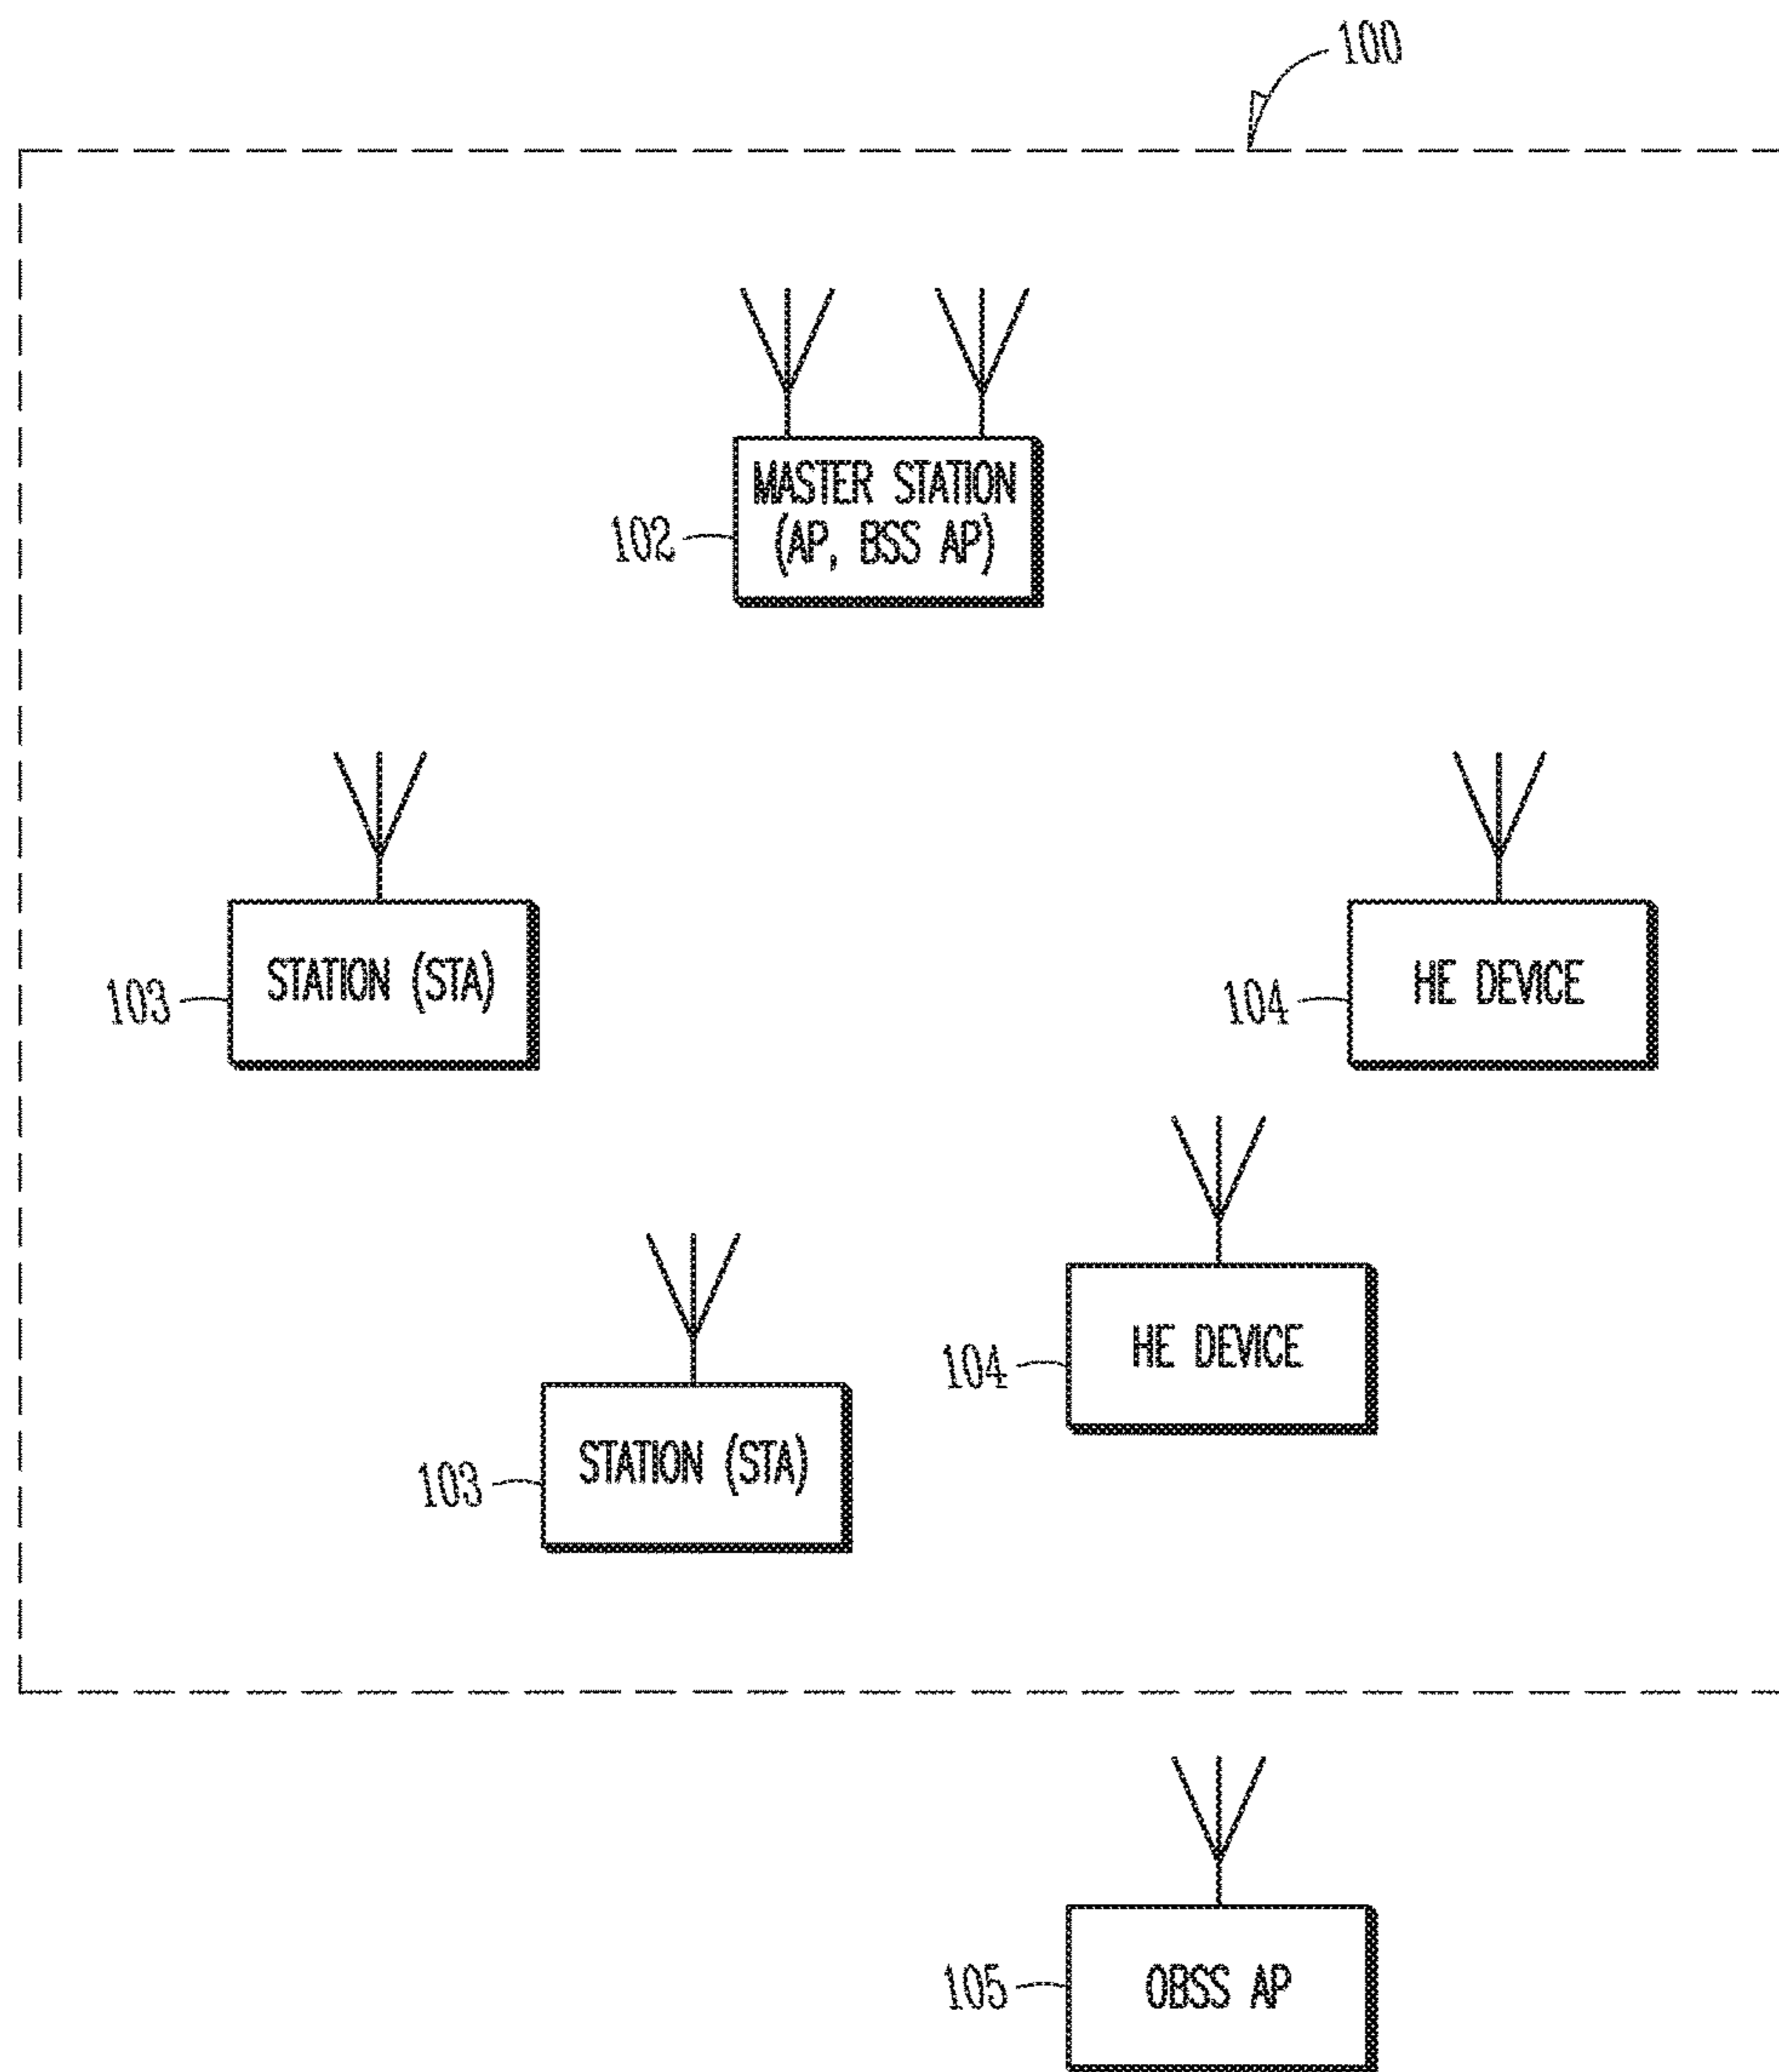 100
MASTER STATION
(AP, BSS AP)
102
STATION (STA)
103
HE DEVICE
104
HE DEVICE
104
STATION (STA)
103
OBSS AP
105